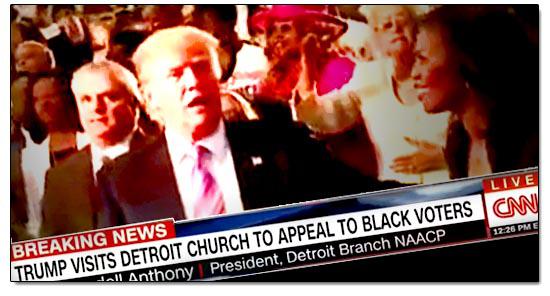 BREAKING NEWS
TRUMP VISITS DETROIT CHURCH TO APPEAL TO BLACK VOTERS
Anthony | President, Detroit Branch NAACP
LIVE
CNN
12:26 PM E